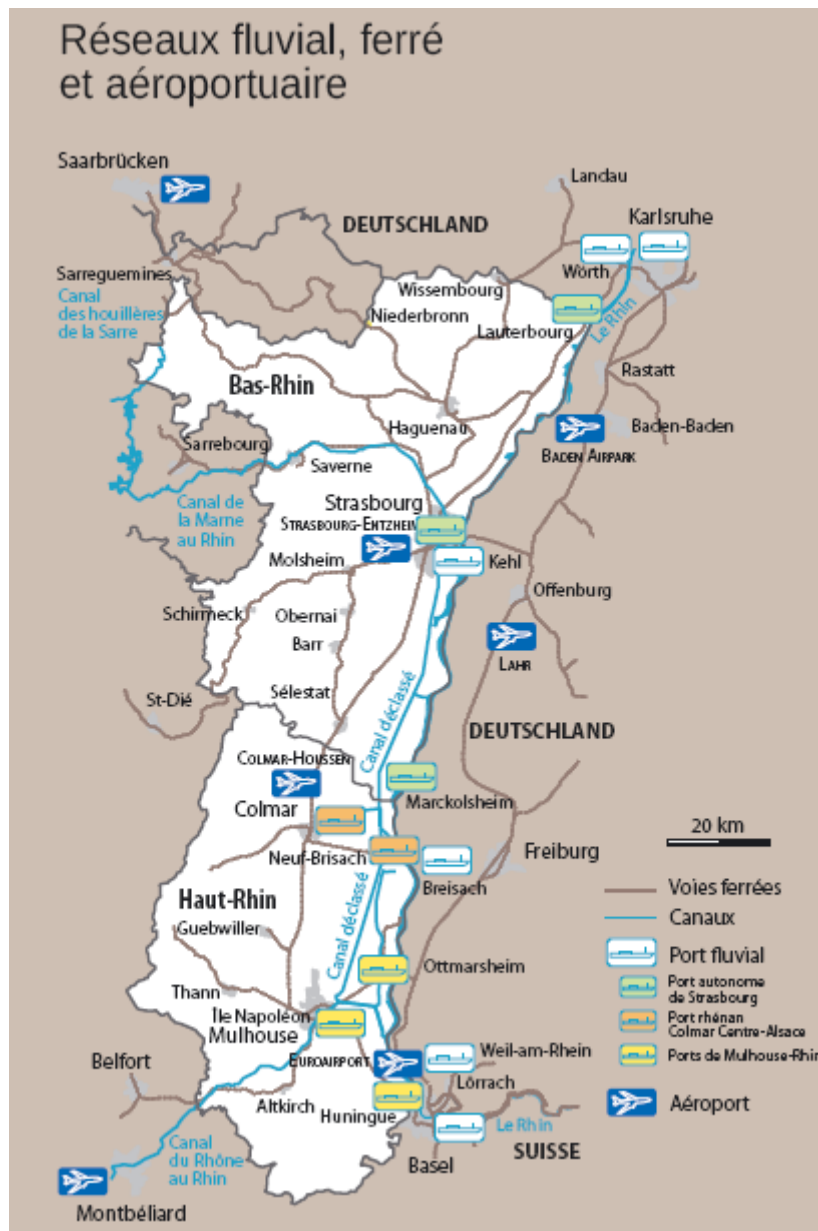 Réseaux fluvial, ferré
et aéroportuaire
Saarbrücken
Landau
DEUTSCHLAND
Karlsruhe
Wörth
Sarreguemines
Wissembourg
Canal
des houillères
de la Sarre
Niederbronn
Lauterbourg
Le Rhin
Rastatt
Bas-Rhin
Haguenau
Baden-Baden
Sarrebourg
BADEN AIRPARK
Saverne
Canal de
la Marne
au Rhin
Strasbourg
STRASBOURG-ENTZHEIM
Molsheim
Kehl
Offenburg
Schirmeck
Obernai
Barr
LAHR
St-Dié
Sélestat
Canal déclassé
DEUTSCHLAND
COLMAR-HOUSSEN
Marckolsheim
Colmar
20 km
Neuf-Brisach
Freiburg
Breisach
Voies ferrées
Haut-Rhin
Canaux
Guebwiller
Canal déclassé
Port fluvial
Ottmarsheim
Port autonome
de Strasbourg
Thann
Île Napoléon
Port rhénan
Colmar Centre-Alsace
Mulhouse
EUROAIRPORT
Weil-am-Rhein
Ports de Mulhouse-Rhin
Belfort
Lörrach
Altkirch
Huningue
Aéroport
Le Rhin
Canal
du Rhône
au Rhin
Basel
SUISSE
Montbéliard